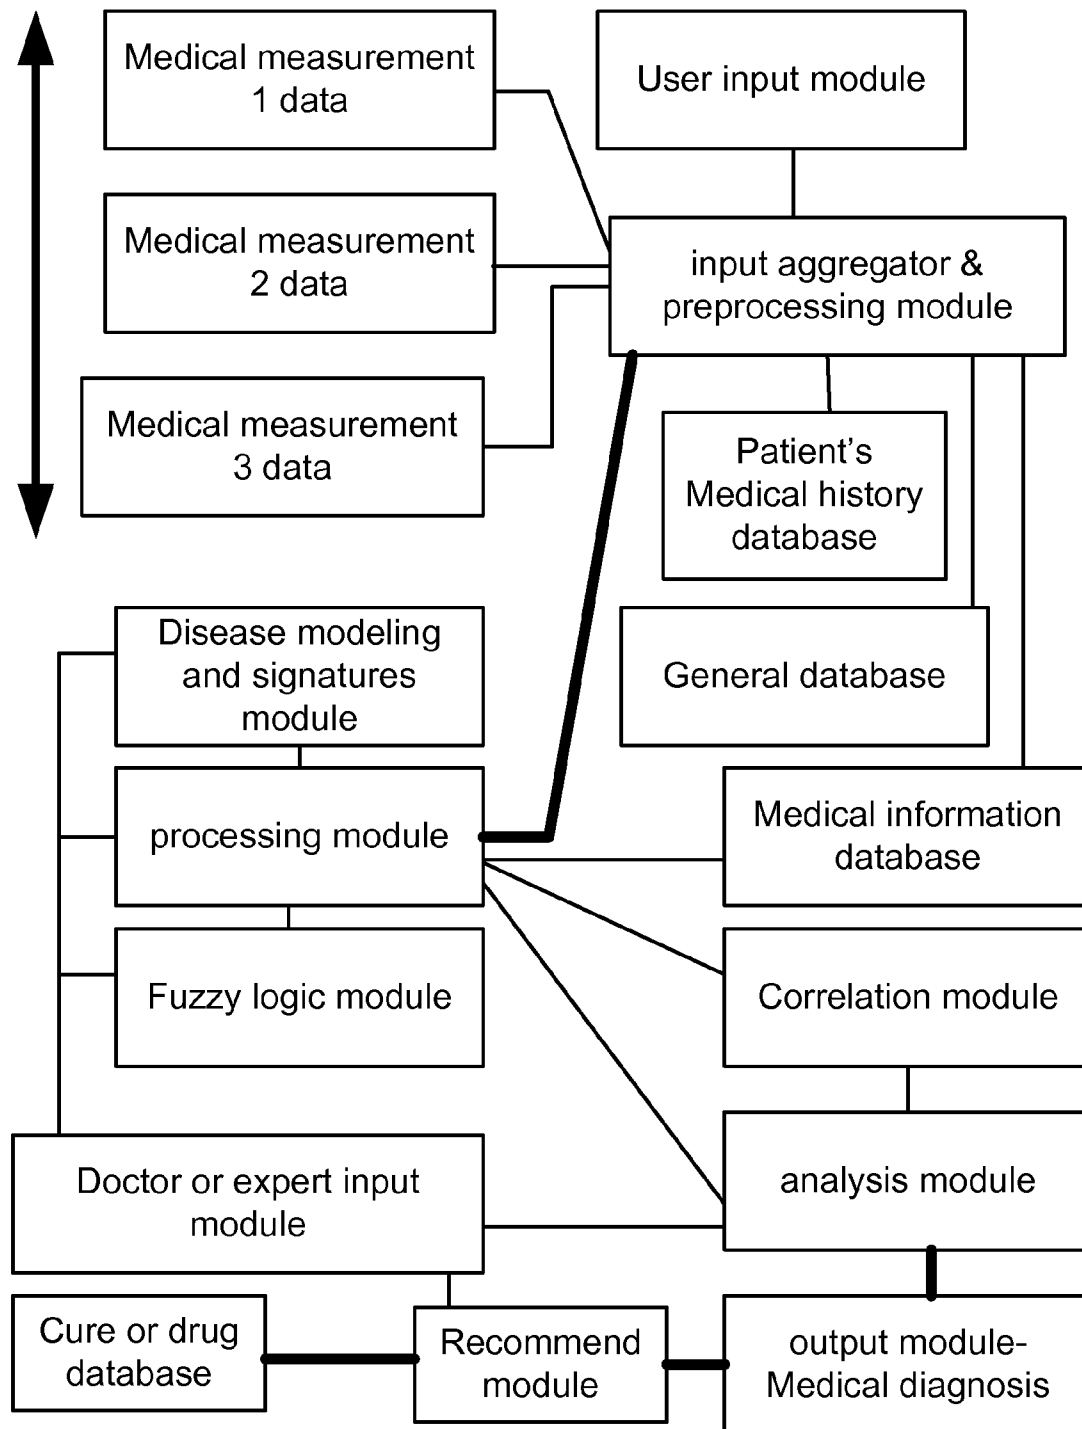 Medical measurement
1 data
User input module
Medical measurement
2 data
input aggregator &
preprocessing module
Medical measurement
3 data
Patient's
Medical history
database
Disease modeling
and signatures
module
General database
processing module
Medical information
database
Fuzzy logic module
Correlation module
Doctor or expert input
module
analysis module
Cure or drug
database
Recommend
module
output module-
Medical diagnosis